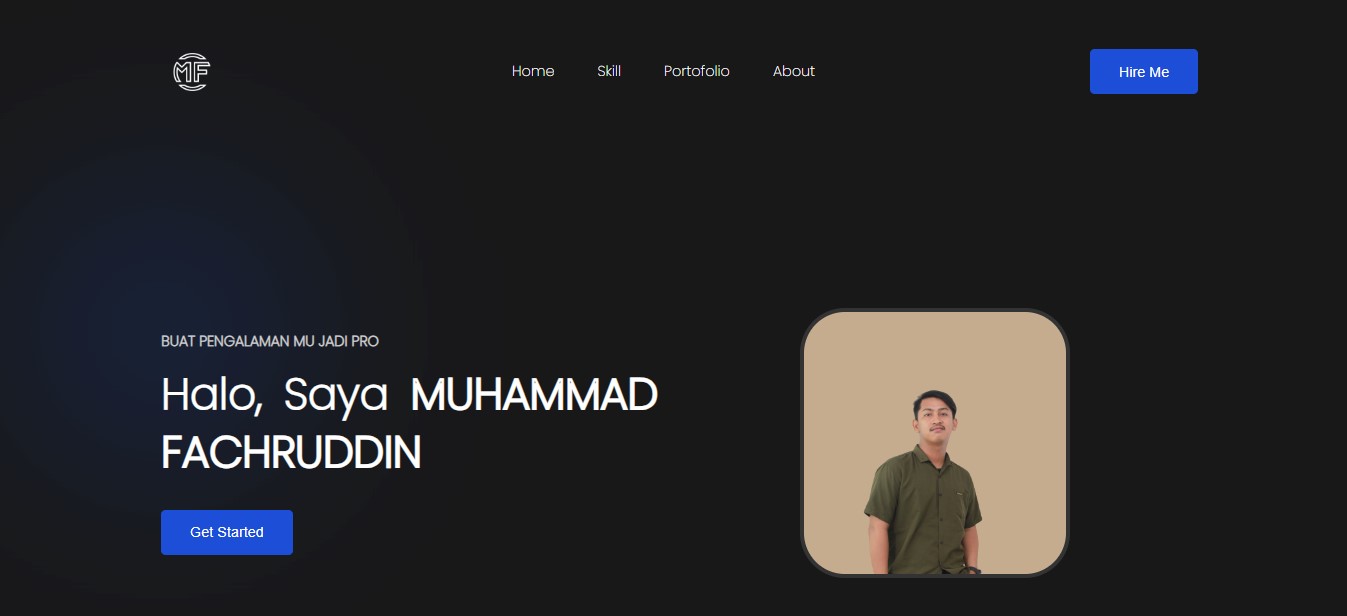 MF
Home
Skill
Portofolio
About
Hire Me
BUAT PENGALAMAN MU JADI PRO
Halo, Saya MUHAMMAD
FACHRUDDIN
Get Started